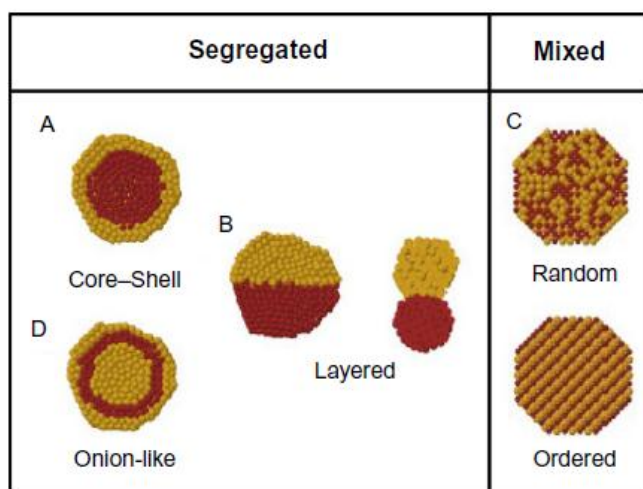 Segregated
Mixed
A
Core–Shell
B
Layered
D
Onion-like
C
Random
Ordered